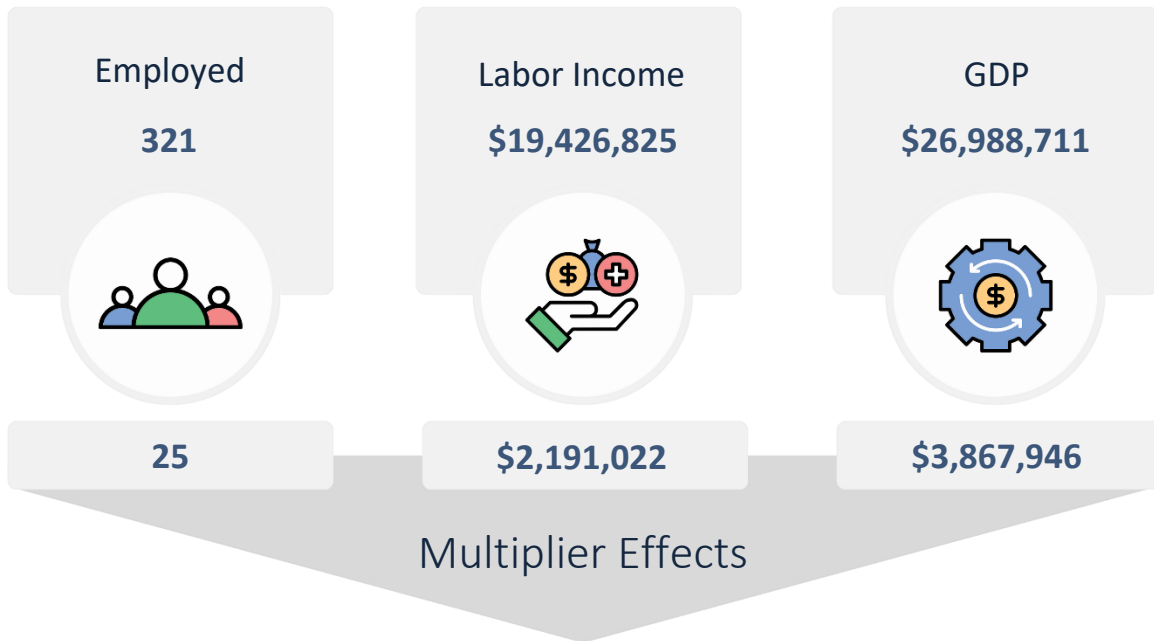 Employed
321
Labor Income
$19,426,825
GDP
$26,988,711
25
$2,191,022
$3,867,946
Multiplier Effects